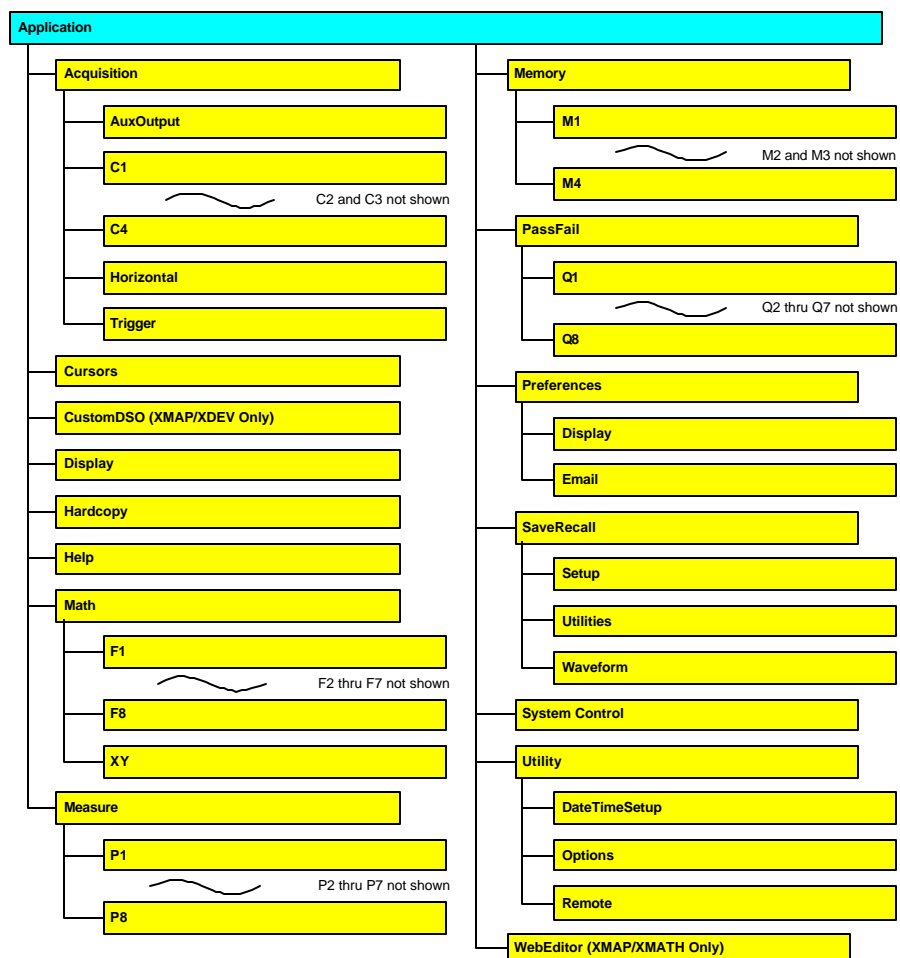 Application
Acquisition
AuxOutput
C1
C2 and C3 not shown
C4
Horizontal
Trigger
Cursors
CustomDSO (XMAP/XDEV Only)
Display
Hardcopy
Help
Math
F1
F2 thru F7 not shown
F8
XY
Measure
P1
P2 thru P7 not shown
P8
Memory
M1
M2 and M3 not shown
M4
PassFail
Q1
Q2 thru Q7 not shown
Q8
Preferences
Display
Email
SaveRecall
Setup
Utilities
Waveform
System Control
Utility
DateTimeSetup
Options
Remote
WebEditor (XMAP/XMATH Only)